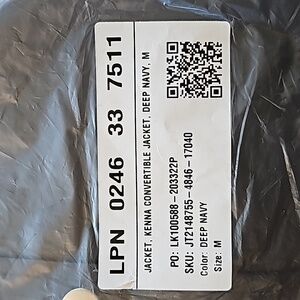 LPN 0246 33 7511
JACKET, KENNA CONVERTIBLE JACKET, DEEP NAVY, M
PO: LK100588-203322P
SKU: JT2148755-4846-17040
Color: DEEP NAVY
Size: M